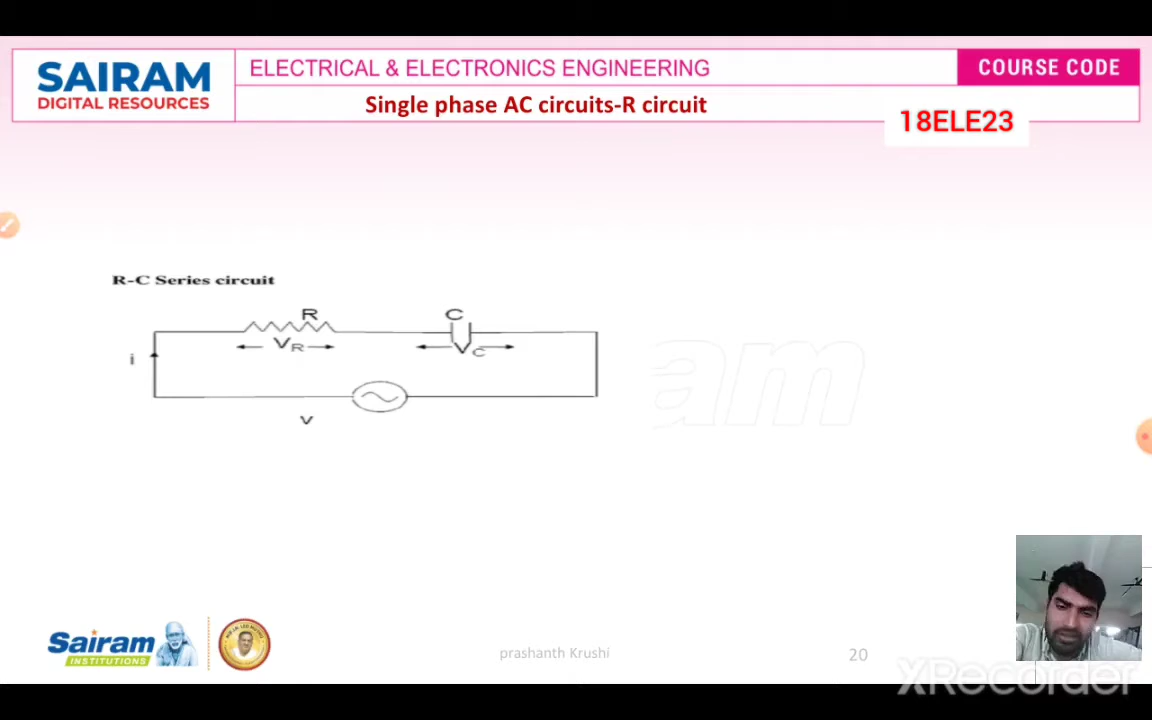 SAIRAM
DIGITAL RESOURCES
ELECTRICAL & ELECTRONICS ENGINEERING
COURSE CODE
Single phase AC circuits-R circuit
18ELE23
R-C Series circuit
R
C
VR
VC
i
v
am
Sairam
INSTITUTIONS
prashanth Krushi
20
XRecorder